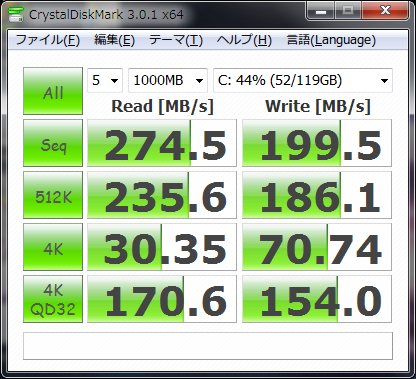 CrystalDiskMark 3.0.1 x64
ファイル(F) 編集(E) テーマ(T) ヘルプ(H) 言語(Language)
All 5 1000MB C: 44% (52/119GB)
Read [MB/s] Write [MB/s]
Seq 274.5 199.5
512K 235.6 186.1
4K 30.35 70.74
4K QD32 170.6 154.0